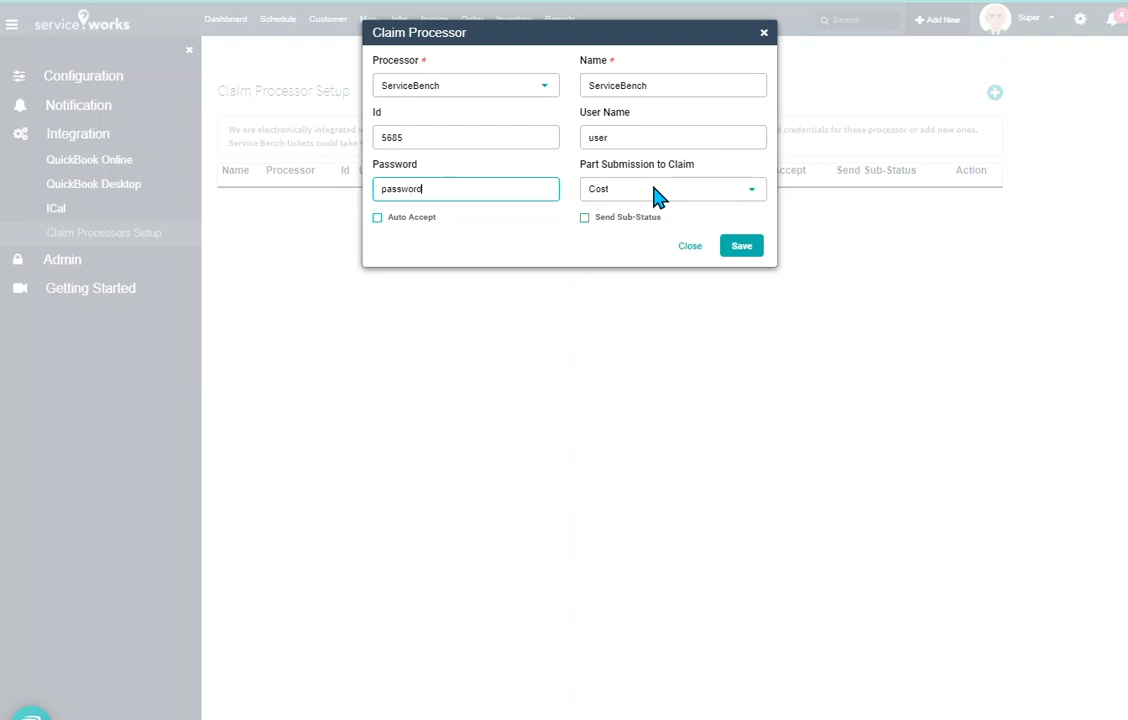 service works
Dashboard Schedule Customer Map Jobs Invoice Order Inventory Reports
Search
Add New
Super
Claim Processor
Processor *
Name *
ServiceBench
ServiceBench
Id
User Name
5685
user
Password
Part Submission to Claim
password
Cost
Auto Accept
Send Sub-Status
Close
Save
Configuration
Notification
Integration
QuickBook Online
QuickBook Desktop
ICal
Claim Processors Setup
Admin
Getting Started
Claim Processor Setup
We are electronically integrated
d credentials for these processor or add new ones.
Service Bench tickets could take
Name Processor Id
ccept Send Sub-Status Action